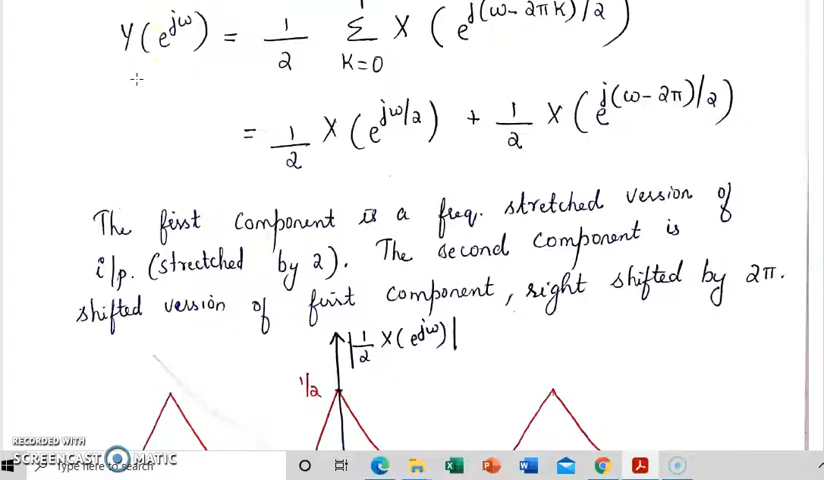 Y(e^{jω}) = 1/2 Σ_{K=0}^{1} X(e^{j(ω-2πK)/2})
= 1/2 X(e^{jω/2}) + 1/2 X(e^{j(ω-2π)/2})
The first component is a freq. stretched version of
i/p. (stretched by 2). The second component is
shifted version of first component, right shifted by 2π.
|1/2 X(e^{jω})|
1/2
RECORDED WITH
SCREENCAST MATIC
Type here to search